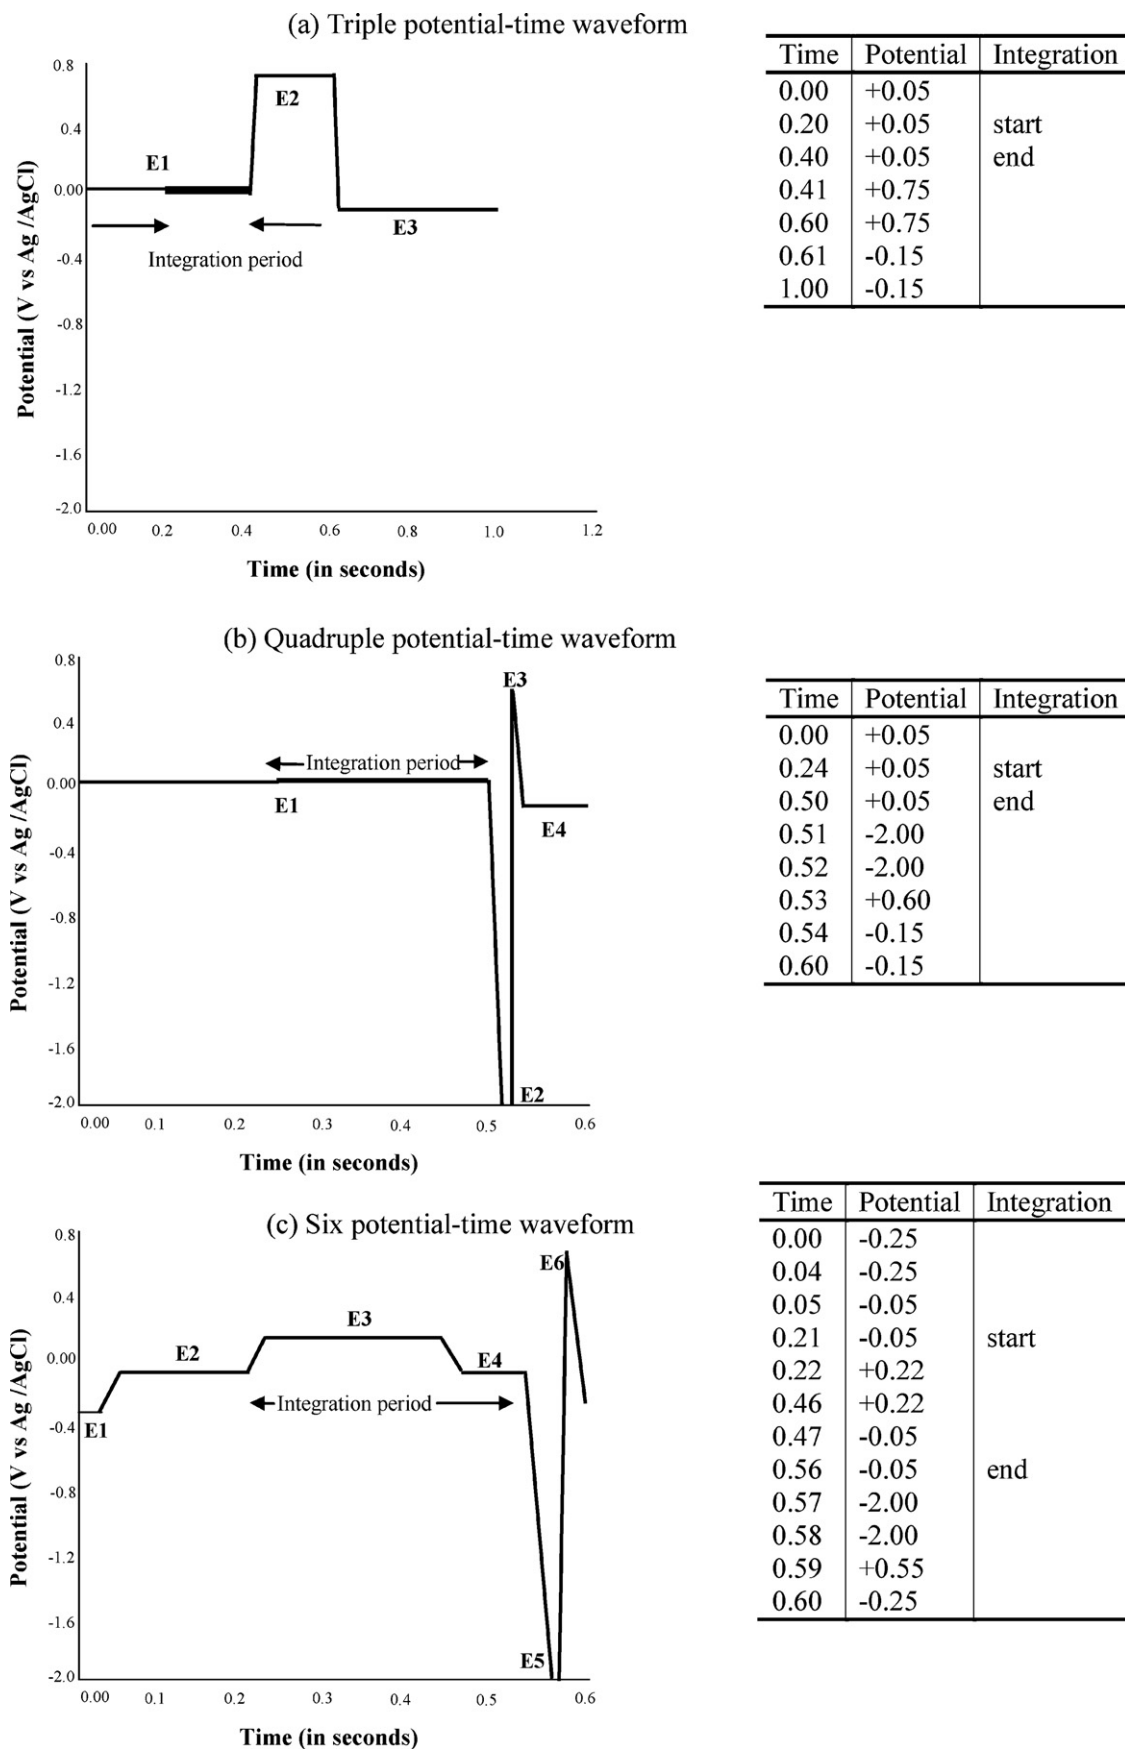 (a) Triple potential-time waveform
Potential (V vs Ag /AgCl)
0.8
0.4
0.00
-0.4
-0.8
-1.2
-1.6
-2.0
E1
E2
E3
Integration period
0.00 0.2 0.4 0.6 0.8 1.0 1.2
Time (in seconds)
Time Potential Integration
0.00 +0.05
0.20 +0.05 start
0.40 +0.05 end
0.41 +0.75
0.60 +0.75
0.61 -0.15
1.00 -0.15
(b) Quadruple potential-time waveform
Potential (V vs Ag /AgCl)
0.8
0.4
0.00
-0.4
-0.8
-1.2
-1.6
-2.0
E3
Integration period
E1
E4
E2
0.00 0.1 0.2 0.3 0.4 0.5 0.6
Time (in seconds)
Time Potential Integration
0.00 +0.05
0.24 +0.05 start
0.50 +0.05 end
0.51 -2.00
0.52 -2.00
0.53 +0.60
0.54 -0.15
0.60 -0.15
(c) Six potential-time waveform
Potential (V vs Ag /AgCl)
0.8
0.4
0.00
-0.4
-0.8
-1.2
-1.6
-2.0
E6
E3
E2
E4
Integration period
E1
E5
0.00 0.1 0.2 0.3 0.4 0.5 0.6
Time (in seconds)
Time Potential Integration
0.00 -0.25
0.04 -0.25
0.05 -0.05
0.21 -0.05 start
0.22 +0.22
0.46 +0.22
0.47 -0.05
0.56 -0.05 end
0.57 -2.00
0.58 -2.00
0.59 +0.55
0.60 -0.25